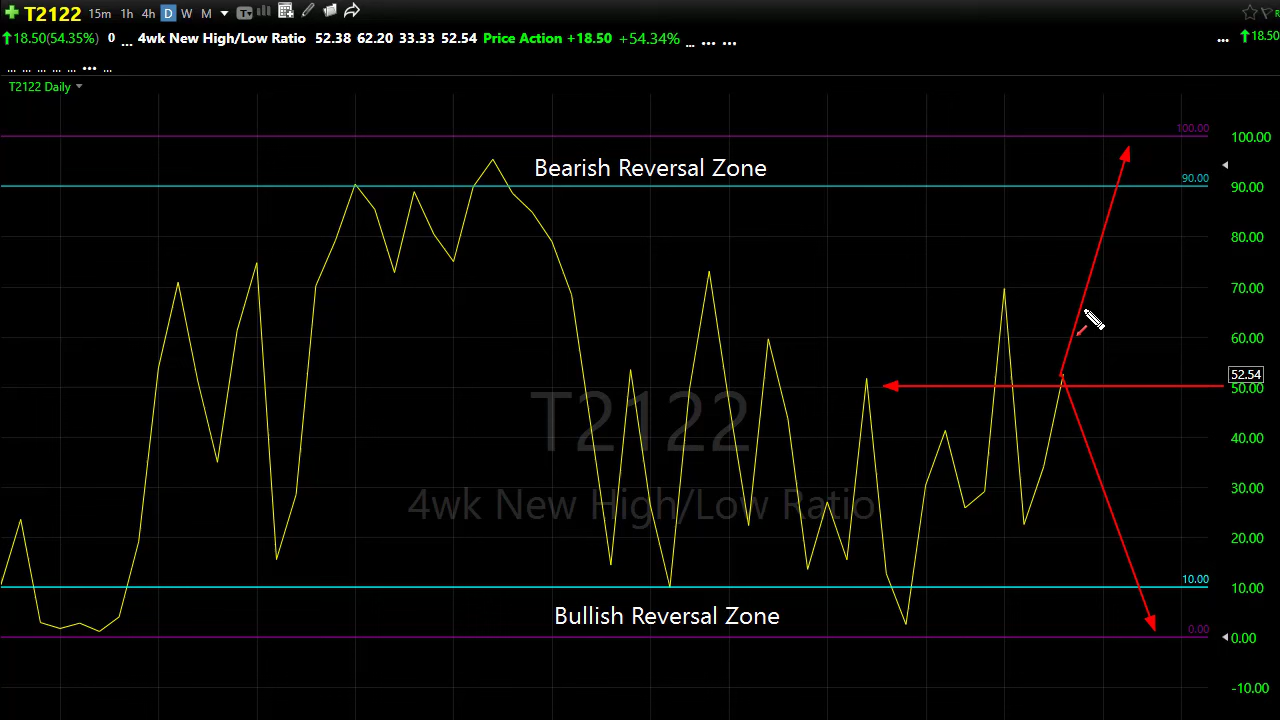 T2122 15m 1h 4h D W M
18.50(54.35%) 0 ... 4wk New High/Low Ratio 52.38 62.20 33.33 52.54 Price Action +18.50 +54.34% ... ... ... ... 18.50
... ... ... ... ... ... ...
T2122 Daily
100.00
100.00
Bearish Reversal Zone
90.00
90.00
80.00
70.00
60.00
52.54
50.00
T2122
40.00
4wk New High/Low Ratio
30.00
20.00
10.00
10.00
Bullish Reversal Zone
0.00
0.00
-10.00